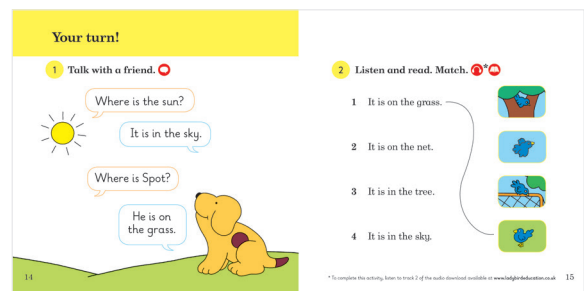 Your turn!
1 Talk with a friend.
Where is the sun?
It is in the sky.
Where is Spot?
He is on
the grass.
14
2 Listen and read. Match. *
1 It is on the grass.
2 It is on the net.
3 It is in the tree.
4 It is in the sky.
* To complete this activity, listen to track 2 of the audio download available at www.ladybirdeducation.co.uk
15